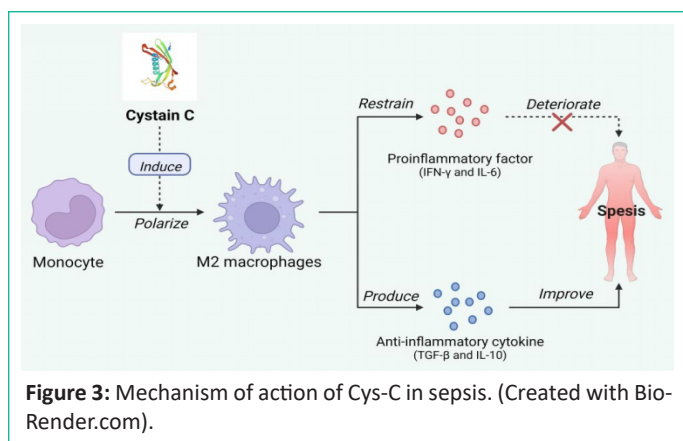 Cystain C
Induce
Polarize
Monocyte
M2 macrophages
Restrain
Proinflammatory factor
(IFN-γ and IL-6)
Deteriorate
Spesis
Produce
Anti-inflammatory cytokine
(TGF-β and IL-10)
Improve
Figure 3: Mechanism of action of Cys-C in sepsis. (Created with Bio-
Render.com).